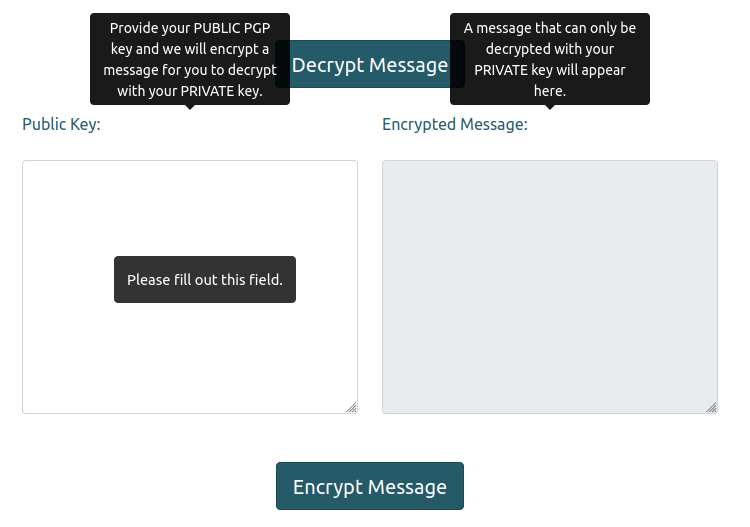 Provide your PUBLIC PGP
key and we will encrypt a
message for you to decrypt
with your PRIVATE key.
Decrypt Message
A message that can only be
decrypted with your
PRIVATE key will appear
here.
Public Key:
Encrypted Message:
Please fill out this field.
Encrypt Message